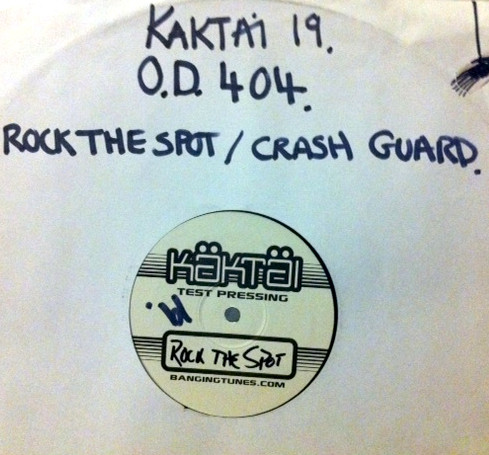 KAKTAI 19.
O.D. 404.
ROCK THE SPOT / CRASH GUARD.
KÄKTÄI
TEST PRESSING
ROCK THE SPOT
BANGINGTUNES.COM